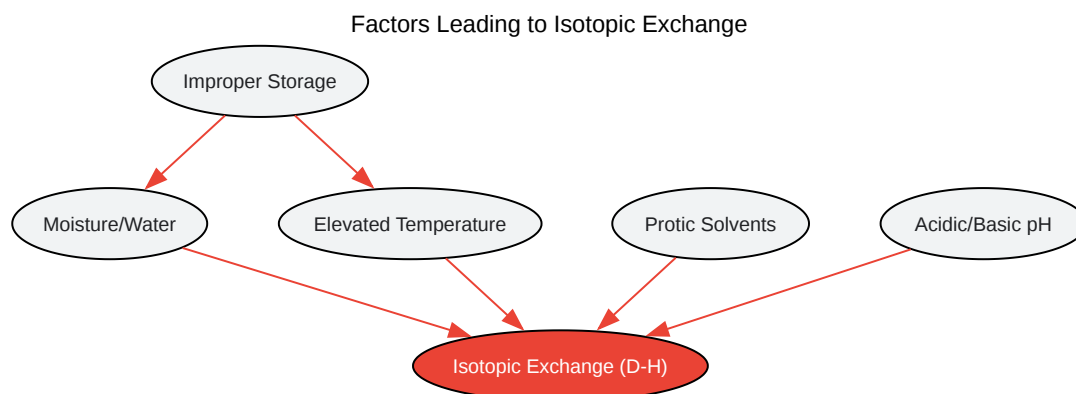 Factors Leading to Isotopic Exchange
Improper Storage
Moisture/Water
Elevated Temperature
Protic Solvents
Acidic/Basic pH
Isotopic Exchange (D-H)